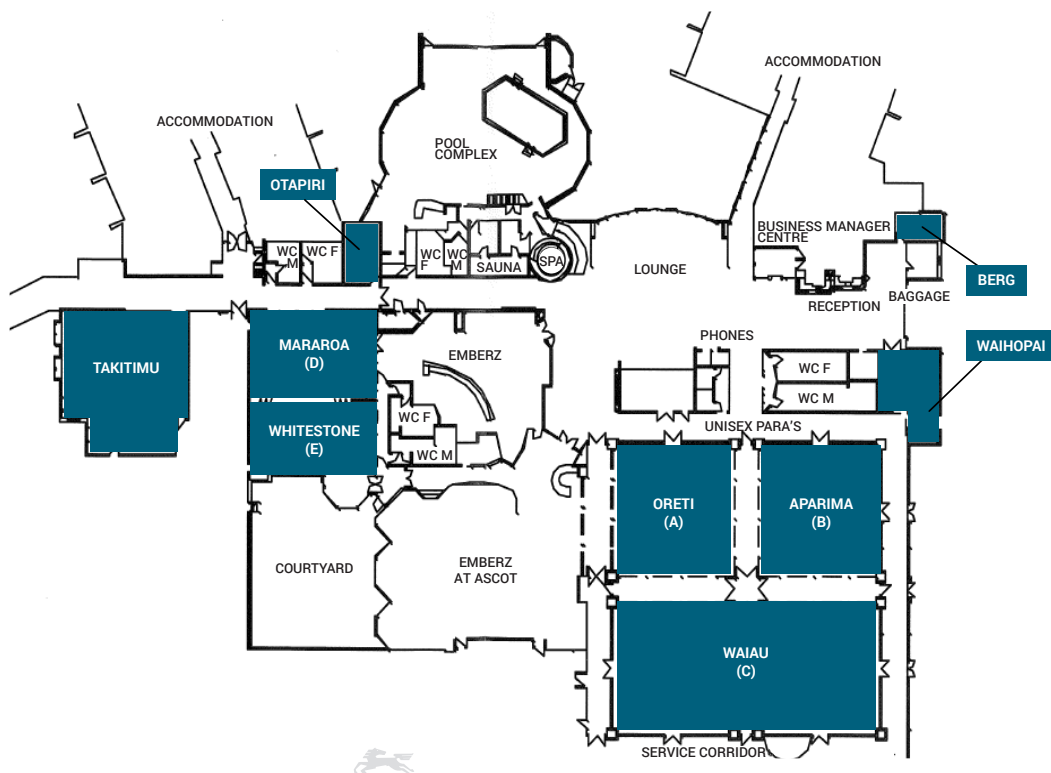 ACCOMMODATION
ACCOMMODATION
POOL
COMPLEX
OTAPIRI
BUSINESS MANAGER
CENTRE
WC
M
WC F
WC
F
WC
M
SAUNA
SPA
LOUNGE
BERG
RECEPTION
BAGGAGE
TAKITIMU
MARAROA
(D)
EMBERZ
PHONES
WAIHOPAI
WC F
WC M
WHITESTONE
(E)
WC F
WC M
UNISEX PARA'S
ORETI
(A)
APARIMA
(B)
COURTYARD
EMBERZ
AT ASCOT
WAIAU
(C)
SERVICE CORRIDOR